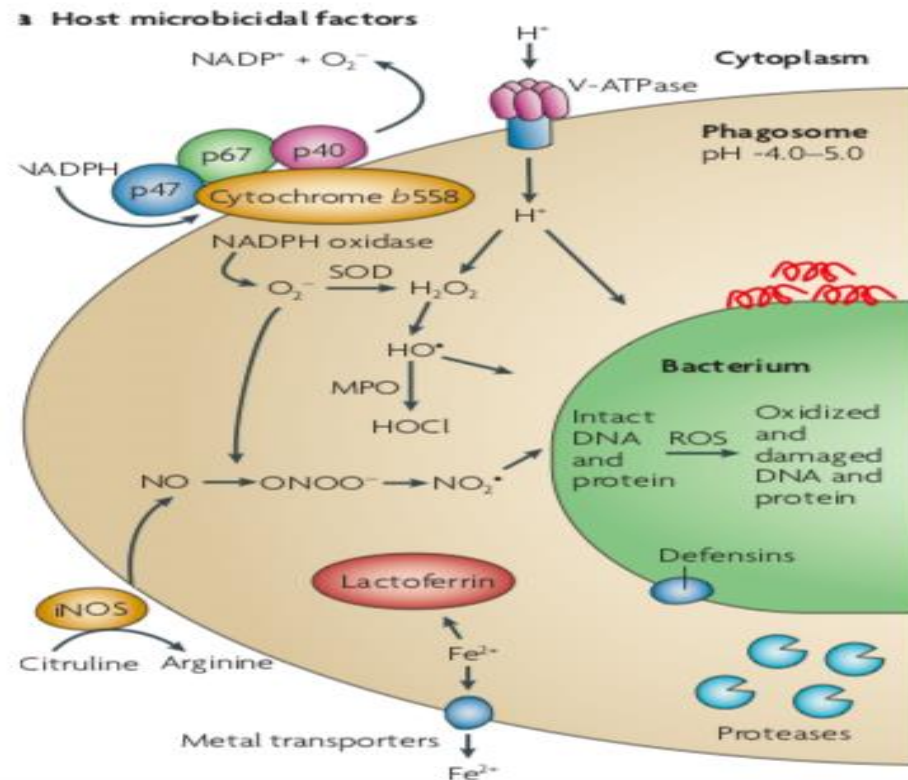 a Host microbicidal factors
NADP⁺ + O₂⁻
H⁺
Cytoplasm
V-ATPase
Phagosome
pH ~4.0–5.0
p67
p40
NADPH
p47
Cytochrome b558
H⁺
NADPH oxidase
O₂⁻
SOD
H₂O₂
HO•
MPO
HOCl
Bacterium
Intact
DNA
and
protein
ROS
Oxidized
and
damaged
DNA and
protein
NO
ONOO⁻
NO₂•
Defensins
Lactoferrin
iNOS
Citruline
Arginine
Fe²⁺
Proteases
Metal transporters
Fe²⁺